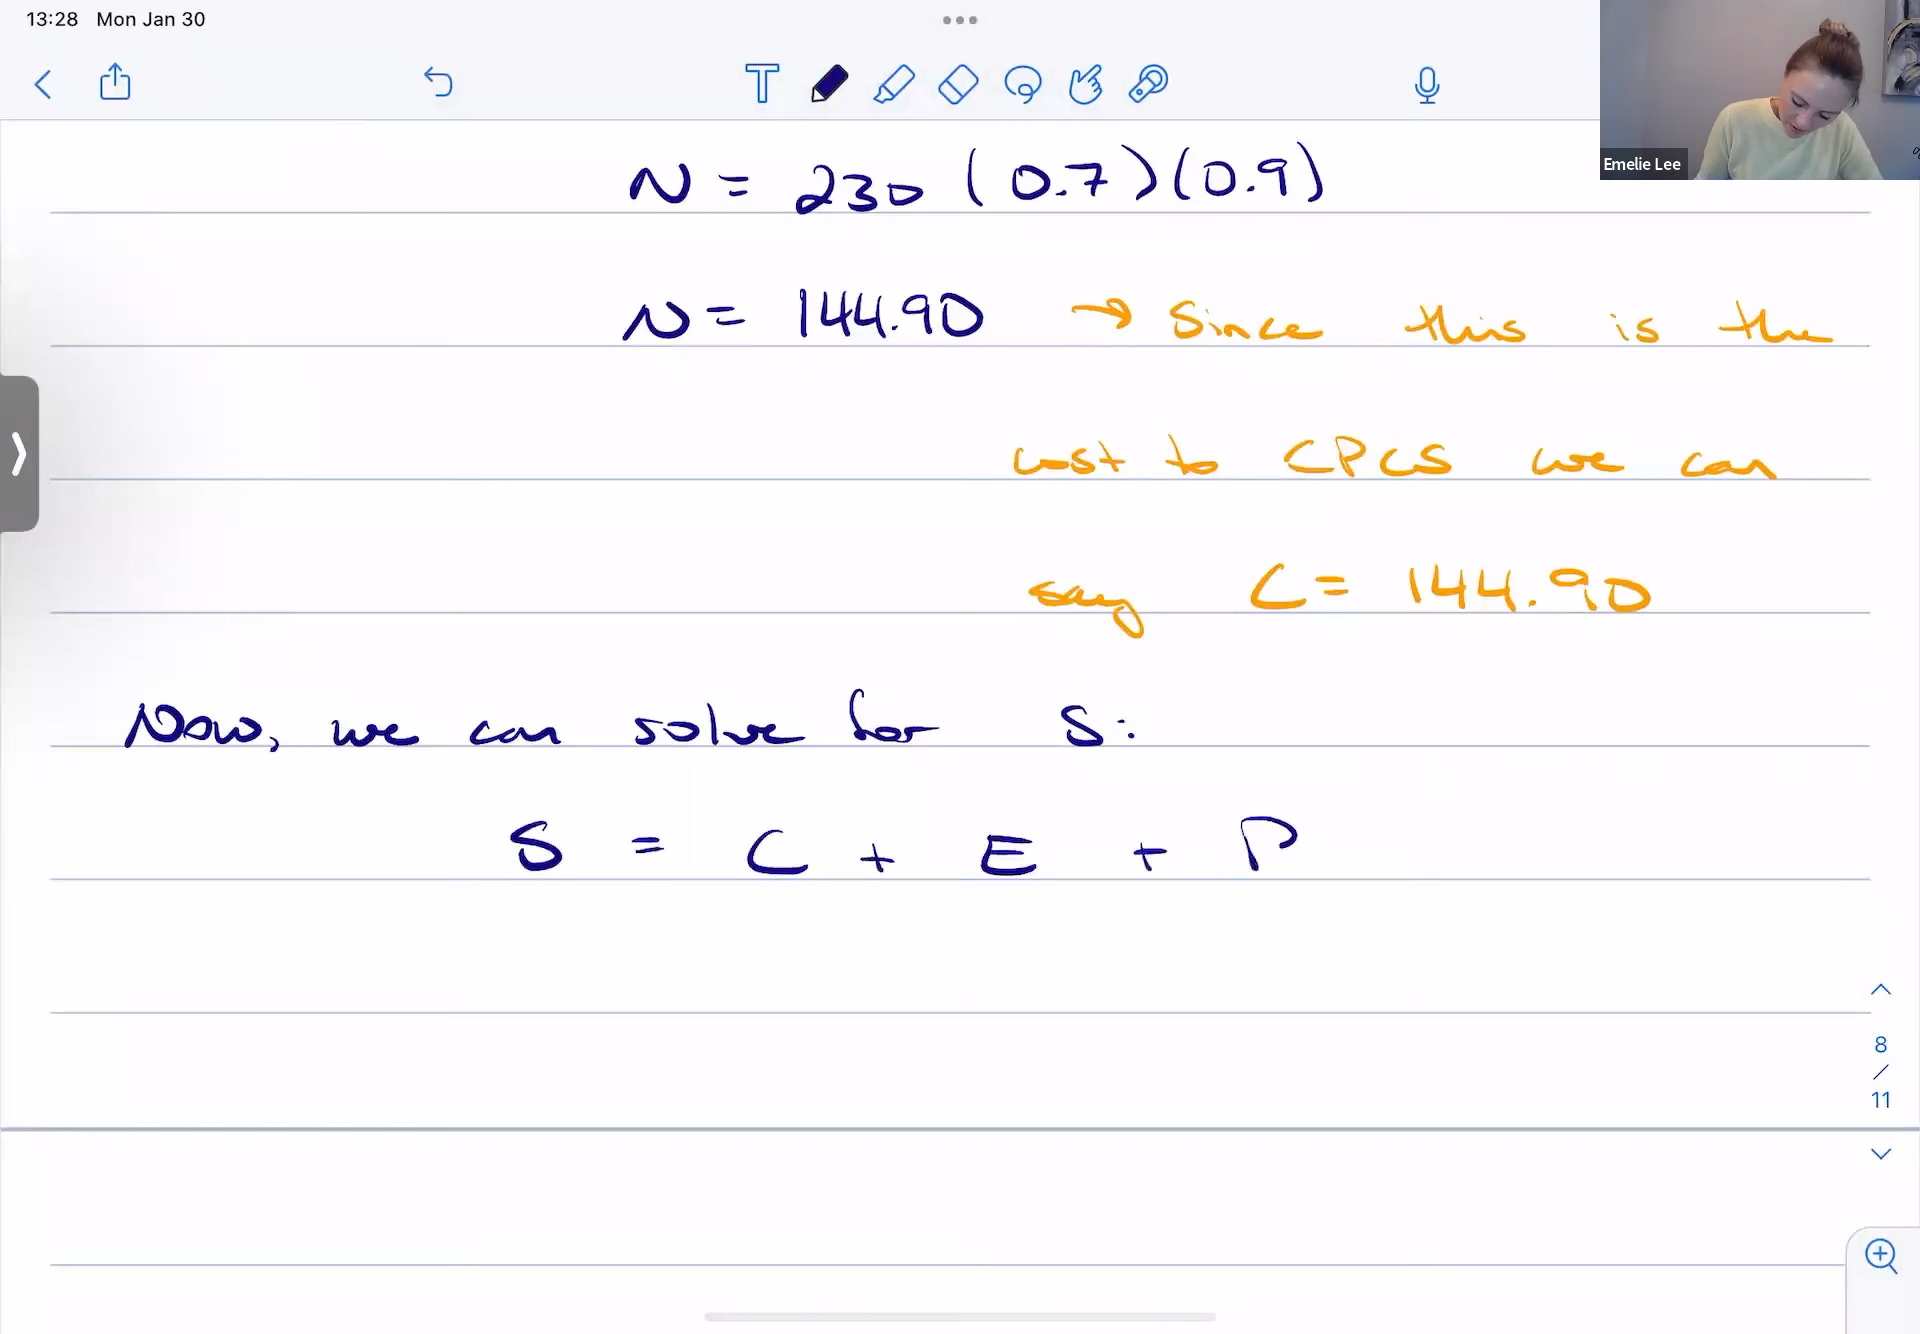 13:28 Mon Jan 30
Emelie Lee
N = 230 (0.7)(0.9)
N = 144.90 → Since this is the
cost to CPCS we can
say C = 144.90
Now, we can solve for S:
S = C + E + P
8
/
11